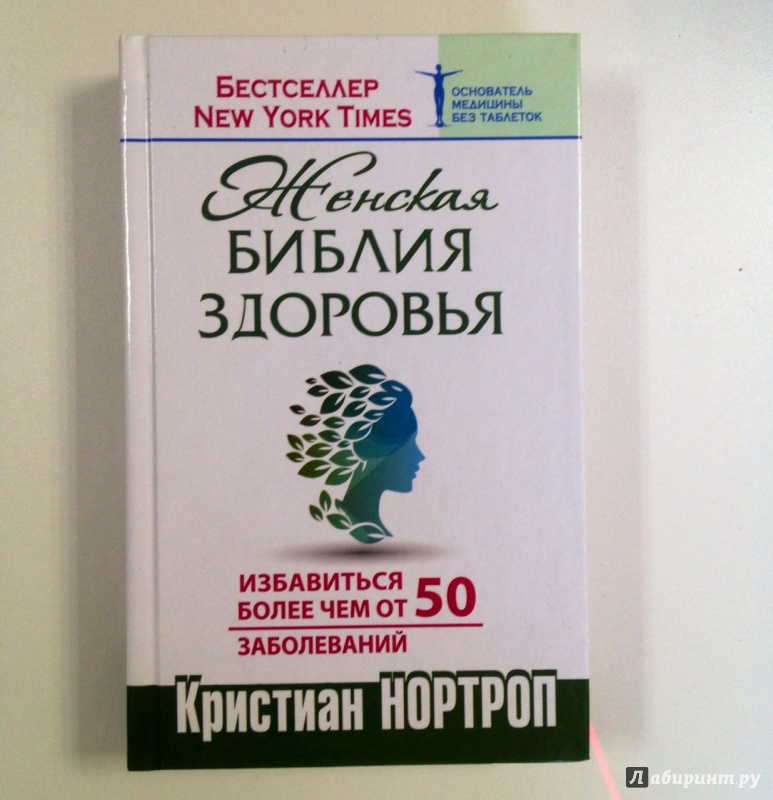 БЕСТСЕЛЛЕР
NEW YORK TIMES
ОСНОВАТЕЛЬ
МЕДИЦИНЫ
БЕЗ ТАБЛЕТОК
Женская
БИБЛИЯ
ЗДОРОВЬЯ
ИЗБАВИТЬСЯ
БОЛЕЕ ЧЕМ ОТ 50
ЗАБОЛЕВАНИЙ
Кристиан НОРТРОП
Лабиринт.ру